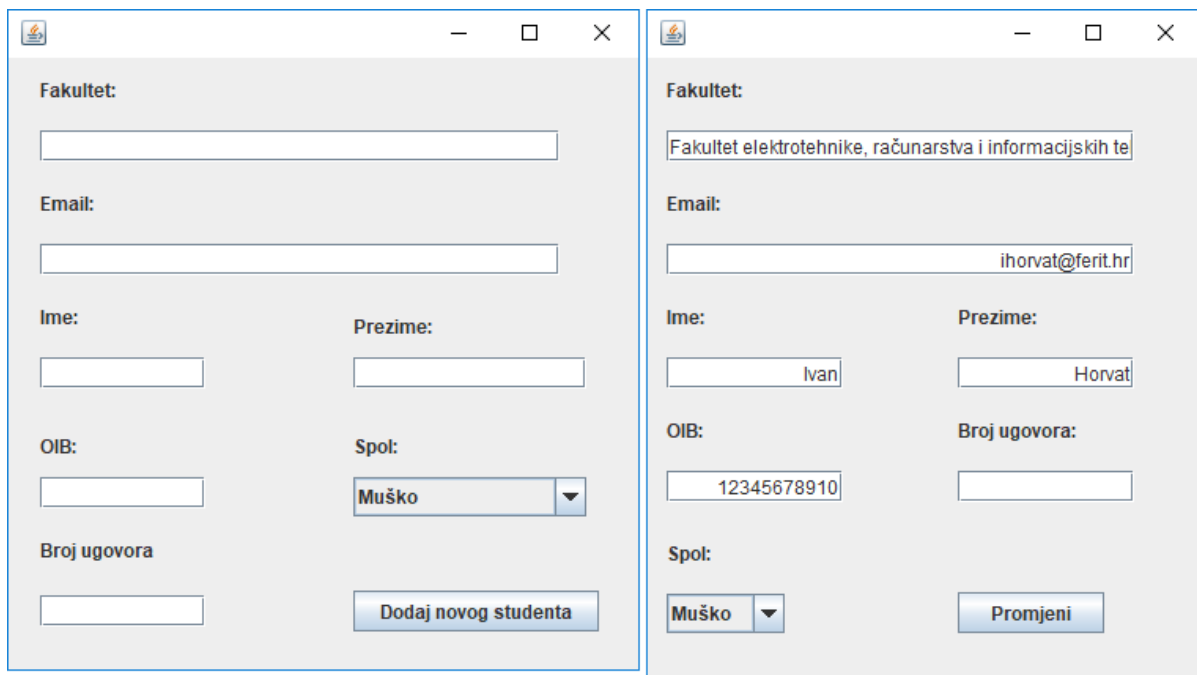 Fakultet:
Email:
Ime:
Prezime:
OIB:
Spol:
Muško
Broj ugovora
Dodaj novog studenta
Fakultet:
Fakultet elektrotehnike, računarstva i informacijskih te
Email:
ihorvat@ferit.hr
Ime:
Prezime:
Ivan
Horvat
OIB:
Broj ugovora:
12345678910
Spol:
Muško
Promjeni